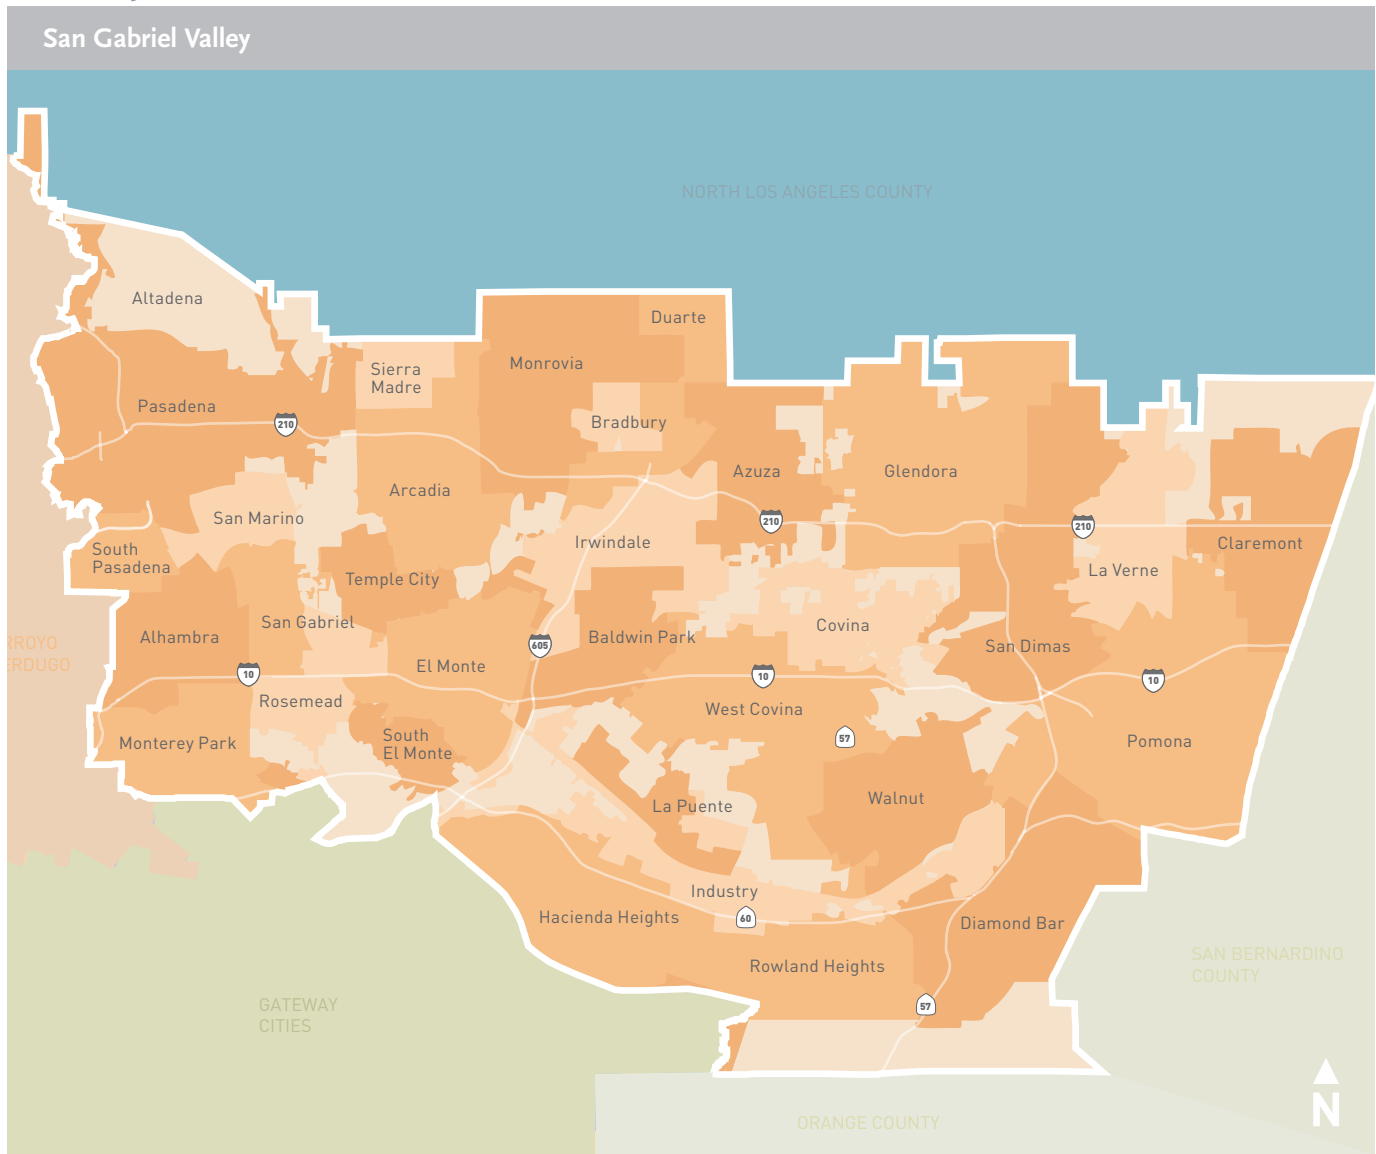 San Gabriel Valley
NORTH LOS ANGELES COUNTY
Altadena
Duarte
Sierra
Madre
Monrovia
Pasadena
210
Bradbury
Azuza
Glendora
Arcadia
San Marino
210
210
Irwindale
Claremont
South
Pasadena
Temple City
La Verne
San Gabriel
Alhambra
Baldwin Park
Covina
RROYO
ERDUGO
605
San Dimas
El Monte
10
10
10
Rosemead
West Covina
Monterey Park
South
El Monte
57
Pomona
La Puente
Walnut
Industry
Hacienda Heights
60
Diamond Bar
Rowland Heights
SAN BERNARDINO
COUNTY
GATEWAY
CITIES
57
N
ORANGE COUNTY